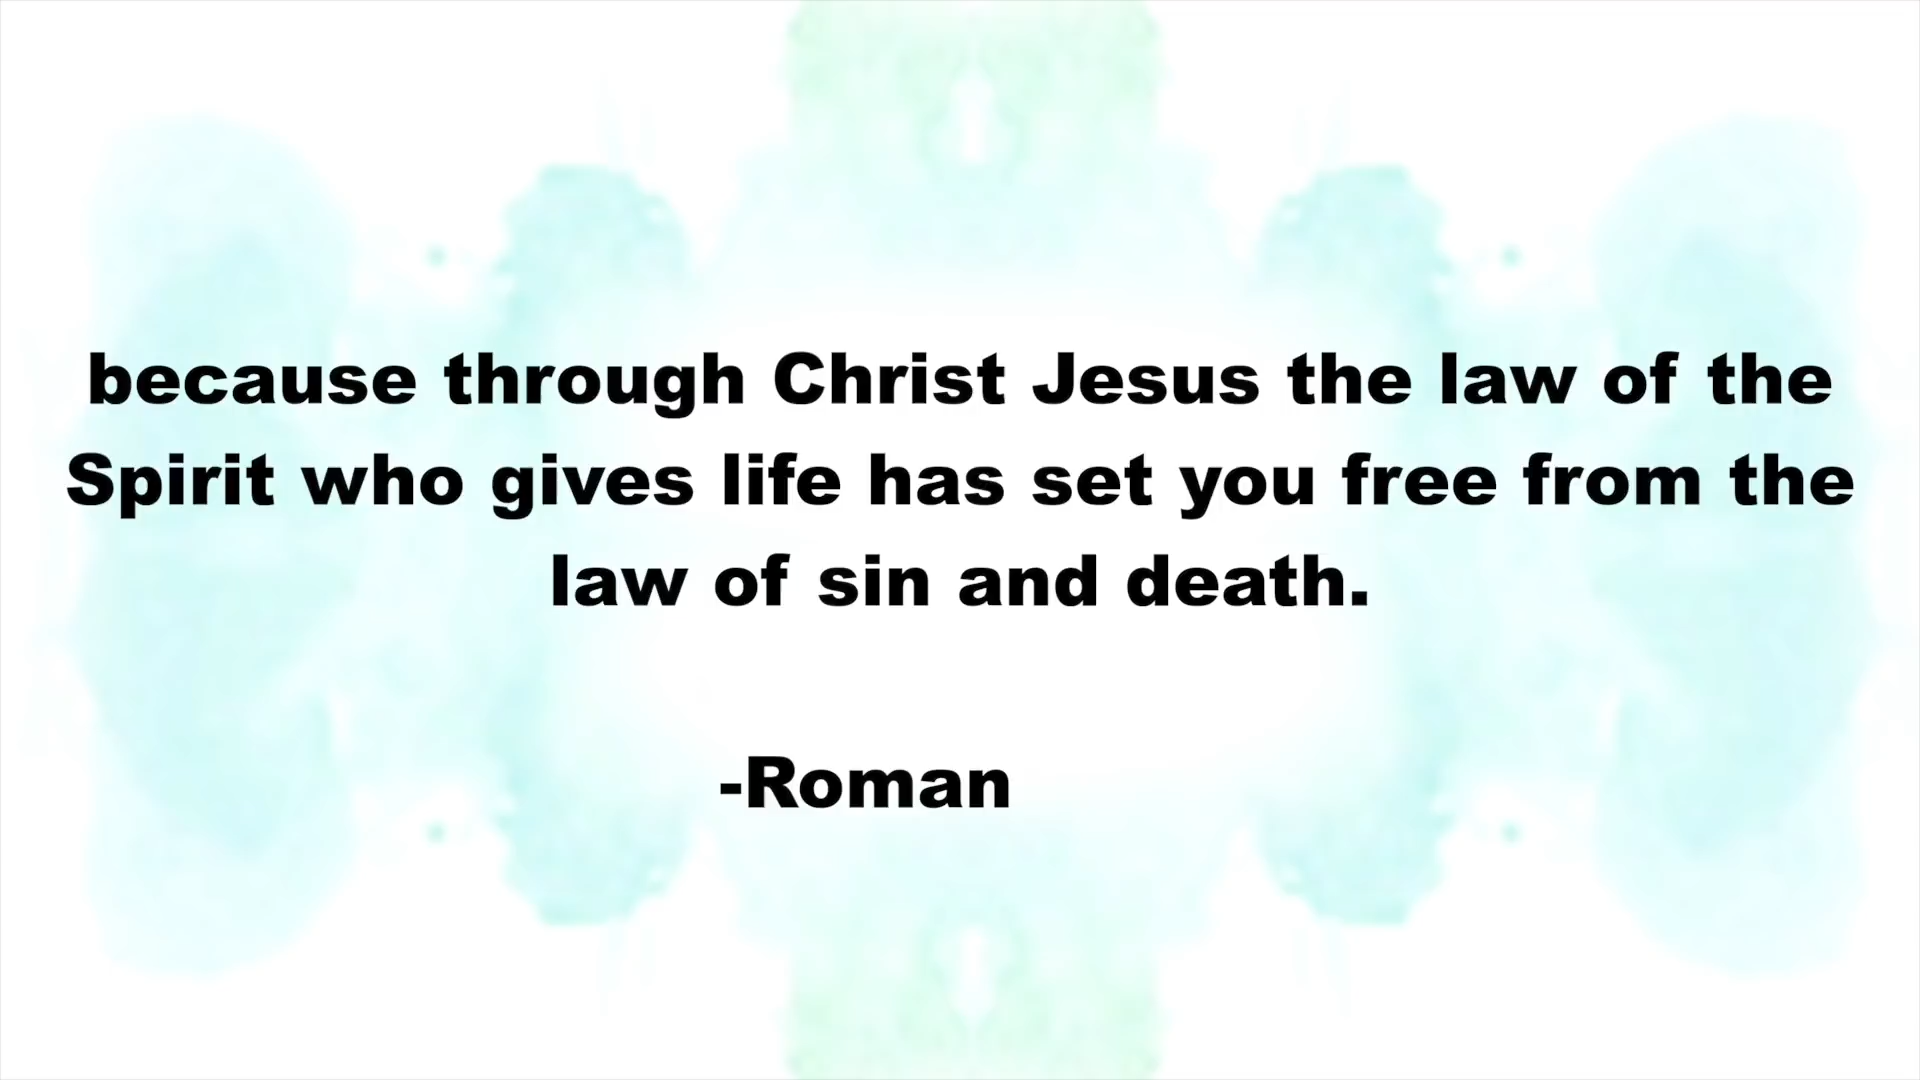 because through Christ Jesus the law of the
Spirit who gives life has set you free from the
law of sin and death.
-Roman